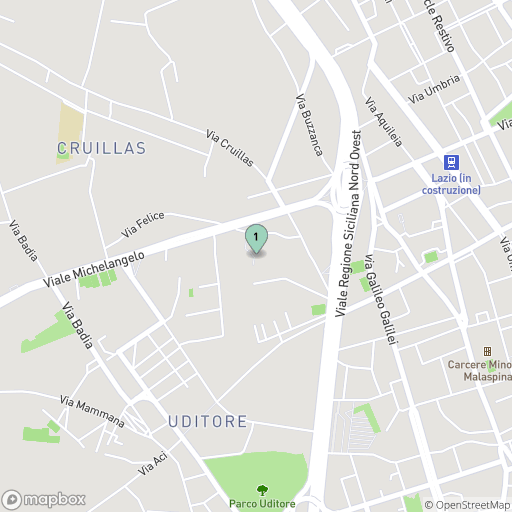 cle Restivo
Via Umbria
Via Buzzanca
Via Aquileia
Via
Via Cruillas
CRUILLAS
Lazio (in
costruzione)
Viale Regione Siciliana Nord Ovest
Via Felice
Via Badia
1
Viale Michelangelo
Via Galileo Galilei
Via Badia
Carcere Mino
Malaspina
Via Mammana
UDITORE
Via Aci
Parco Uditore
mapbox
© OpenStreetMap